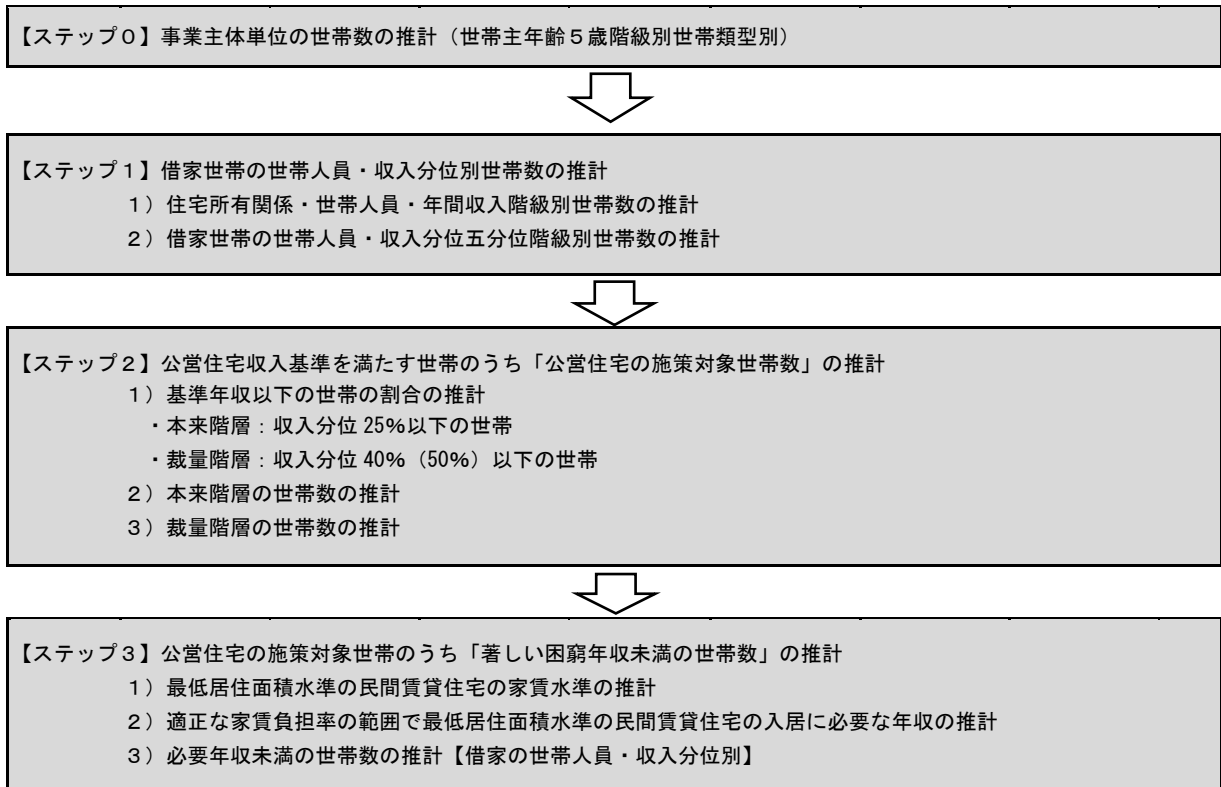 【ステップ０】事業主体単位の世帯数の推計（世帯主年齢５歳階級別世帯類型別）
【ステップ１】借家世帯の世帯人員・収入分位別世帯数の推計
１）住宅所有関係・世帯人員・年間収入階級別世帯数の推計
２）借家世帯の世帯人員・収入分位五分位階級別世帯数の推計
【ステップ２】公営住宅収入基準を満たす世帯のうち「公営住宅の施策対象世帯数」の推計
１）基準年収以下の世帯の割合の推計
・本来階層：収入分位 25%以下の世帯
・裁量階層：収入分位 40%（50%）以下の世帯
２）本来階層の世帯数の推計
３）裁量階層の世帯数の推計
【ステップ３】公営住宅の施策対象世帯のうち「著しい困窮年収未満の世帯数」の推計
１）最低居住面積水準の民間賃貸住宅の家賃水準の推計
２）適正な家賃負担率の範囲で最低居住面積水準の民間賃貸住宅の入居に必要な年収の推計
３）必要年収未満の世帯数の推計【借家の世帯人員・収入分位別】